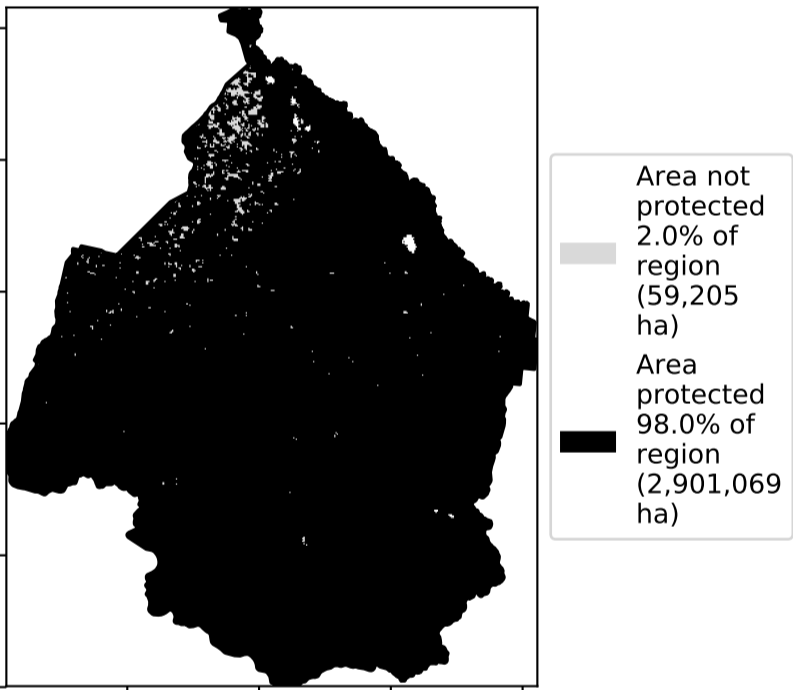 Area not
protected
2.0% of
region
(59,205
ha)
Area
protected
98.0% of
region
(2,901,069
ha)